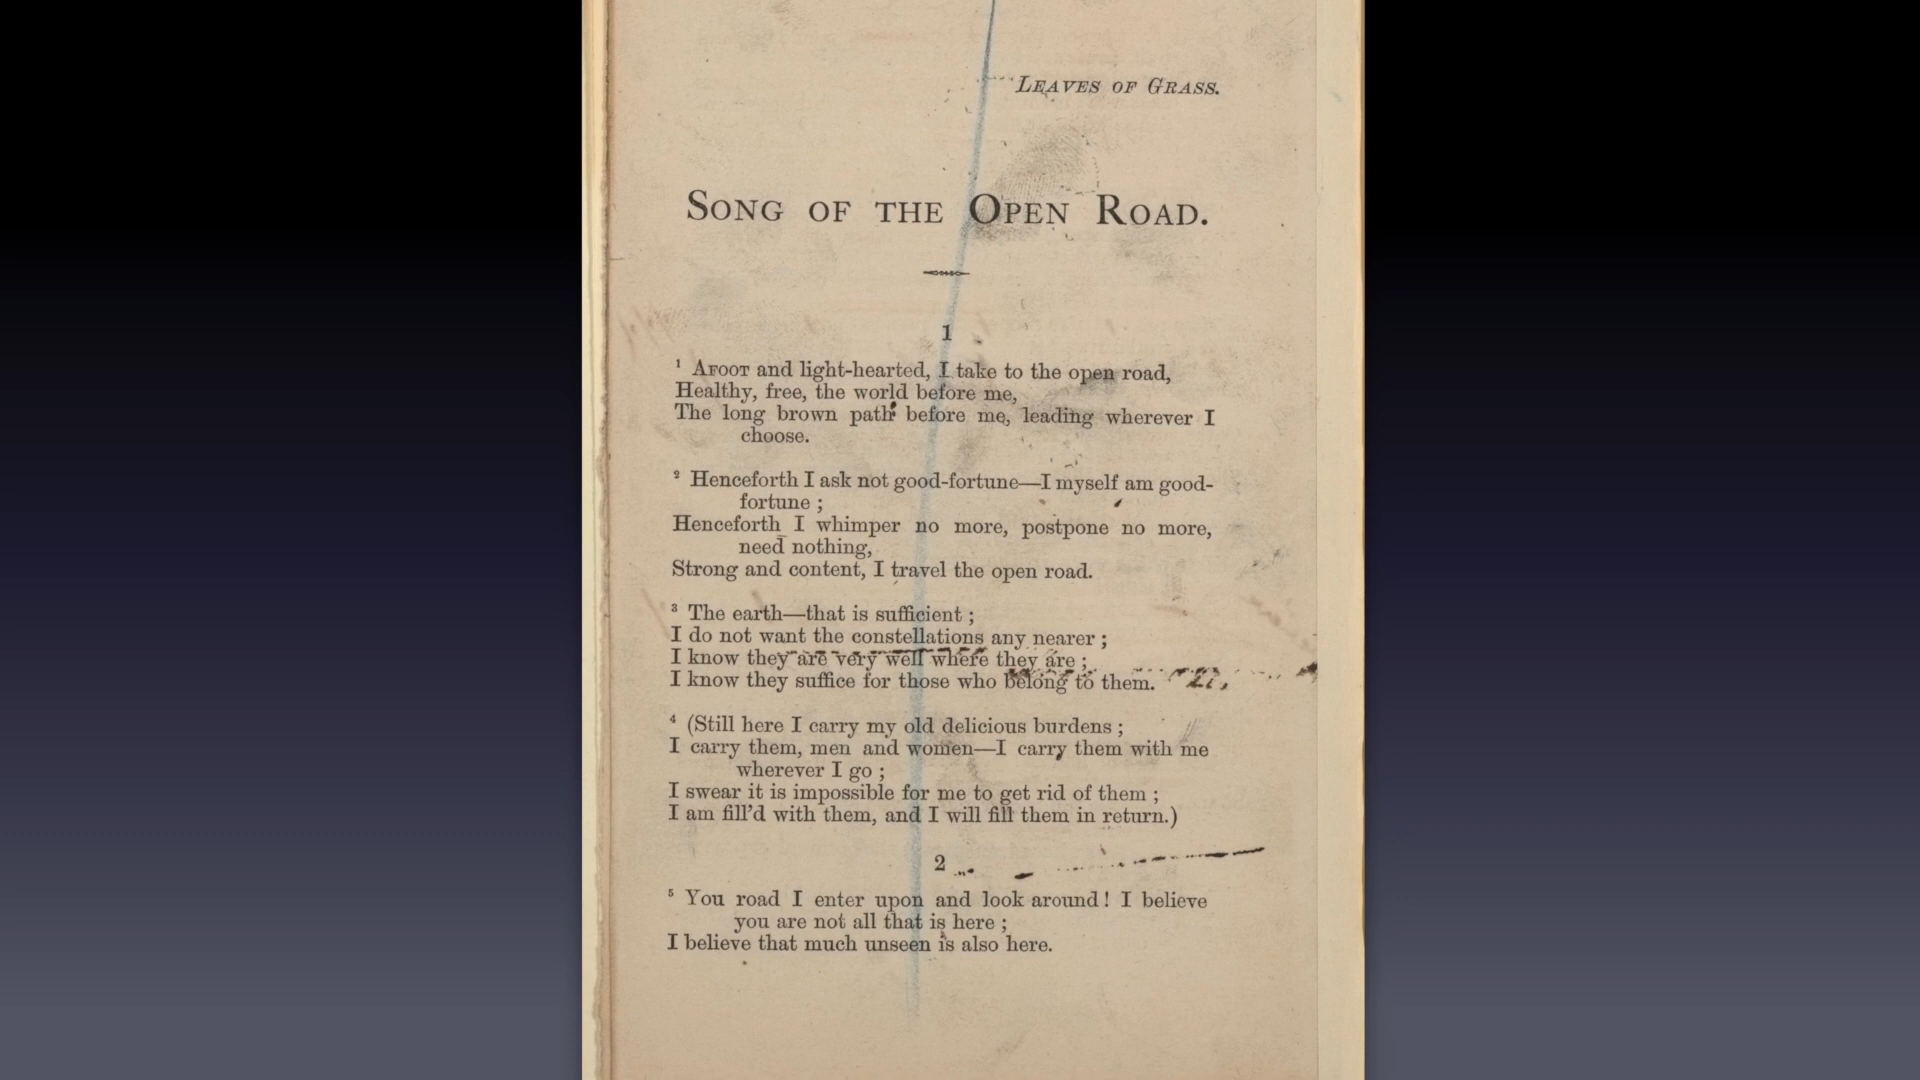 LEAVES OF GRASS.
SONG OF THE OPEN ROAD.
1
¹ AFOOT and light-hearted, I take to the open road,
Healthy, free, the world before me,
The long brown path before me, leading wherever I
choose.
² Henceforth I ask not good-fortune—I myself am good-
fortune ;
Henceforth I whimper no more, postpone no more,
need nothing,
Strong and content, I travel the open road.
³ The earth—that is sufficient ;
I do not want the constellations any nearer ;
I know they are very well where they are ;
I know they suffice for those who belong to them.
⁴ (Still here I carry my old delicious burdens ;
I carry them, men and women—I carry them with me
wherever I go ;
I swear it is impossible for me to get rid of them ;
I am fill’d with them, and I will fill them in return.)
2
⁵ You road I enter upon and look around! I believe
you are not all that is here ;
I believe that much unseen is also here.